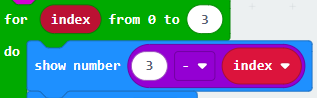 for index from 0 to 3
do
show number 3 - index